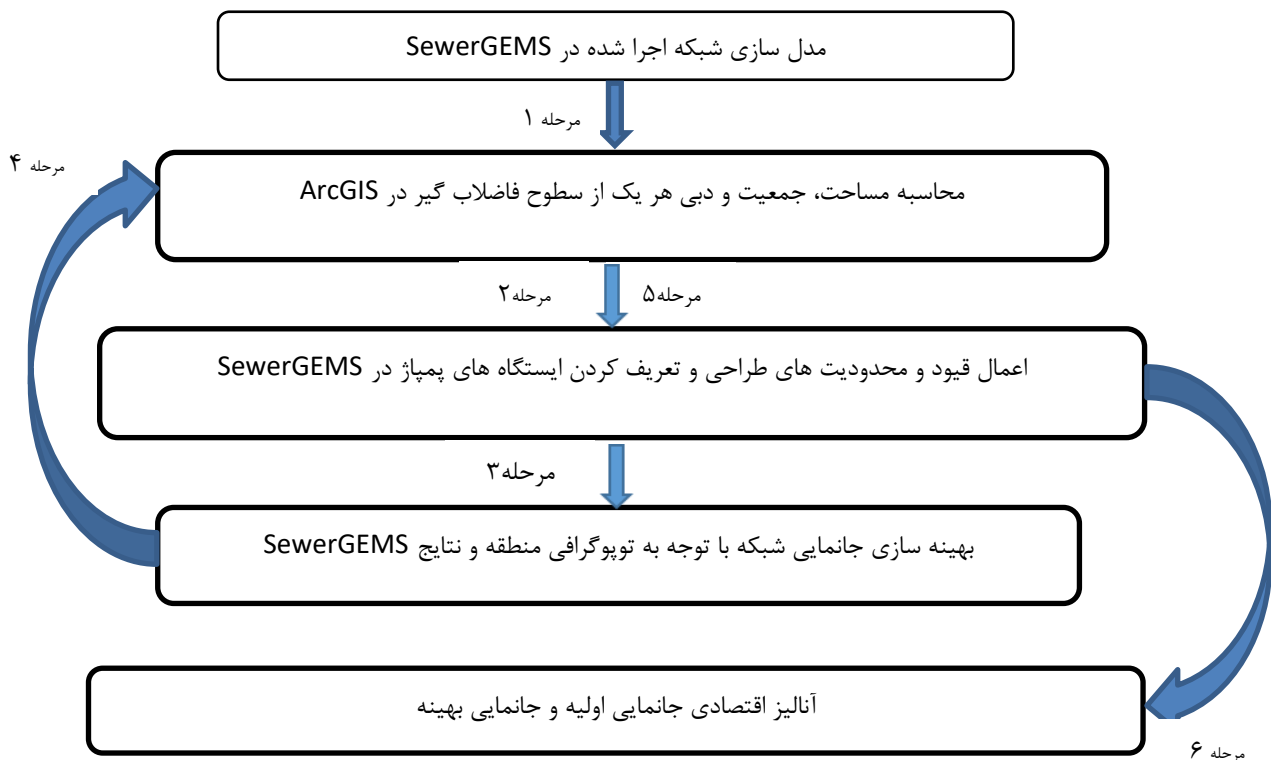 مدل سازی شبکه اجرا شده در SewerGEMS
مرحله ۱
مرحله ۴
محاسبه مساحت، جمعیت و دبی هر یک از سطوح فاضلاب گیر در ArcGIS
مرحله۵
مرحله۲
اعمال قیود و محدودیت های طراحی و تعریف کردن ایستگاه های پمپاژ در SewerGEMS
مرحله۳
بهینه سازی جانمایی شبکه با توجه به توپوگرافی منطقه و نتایج SewerGEMS
آنالیز اقتصادی جانمایی اولیه و جانمایی بهینه
مرحله ۶